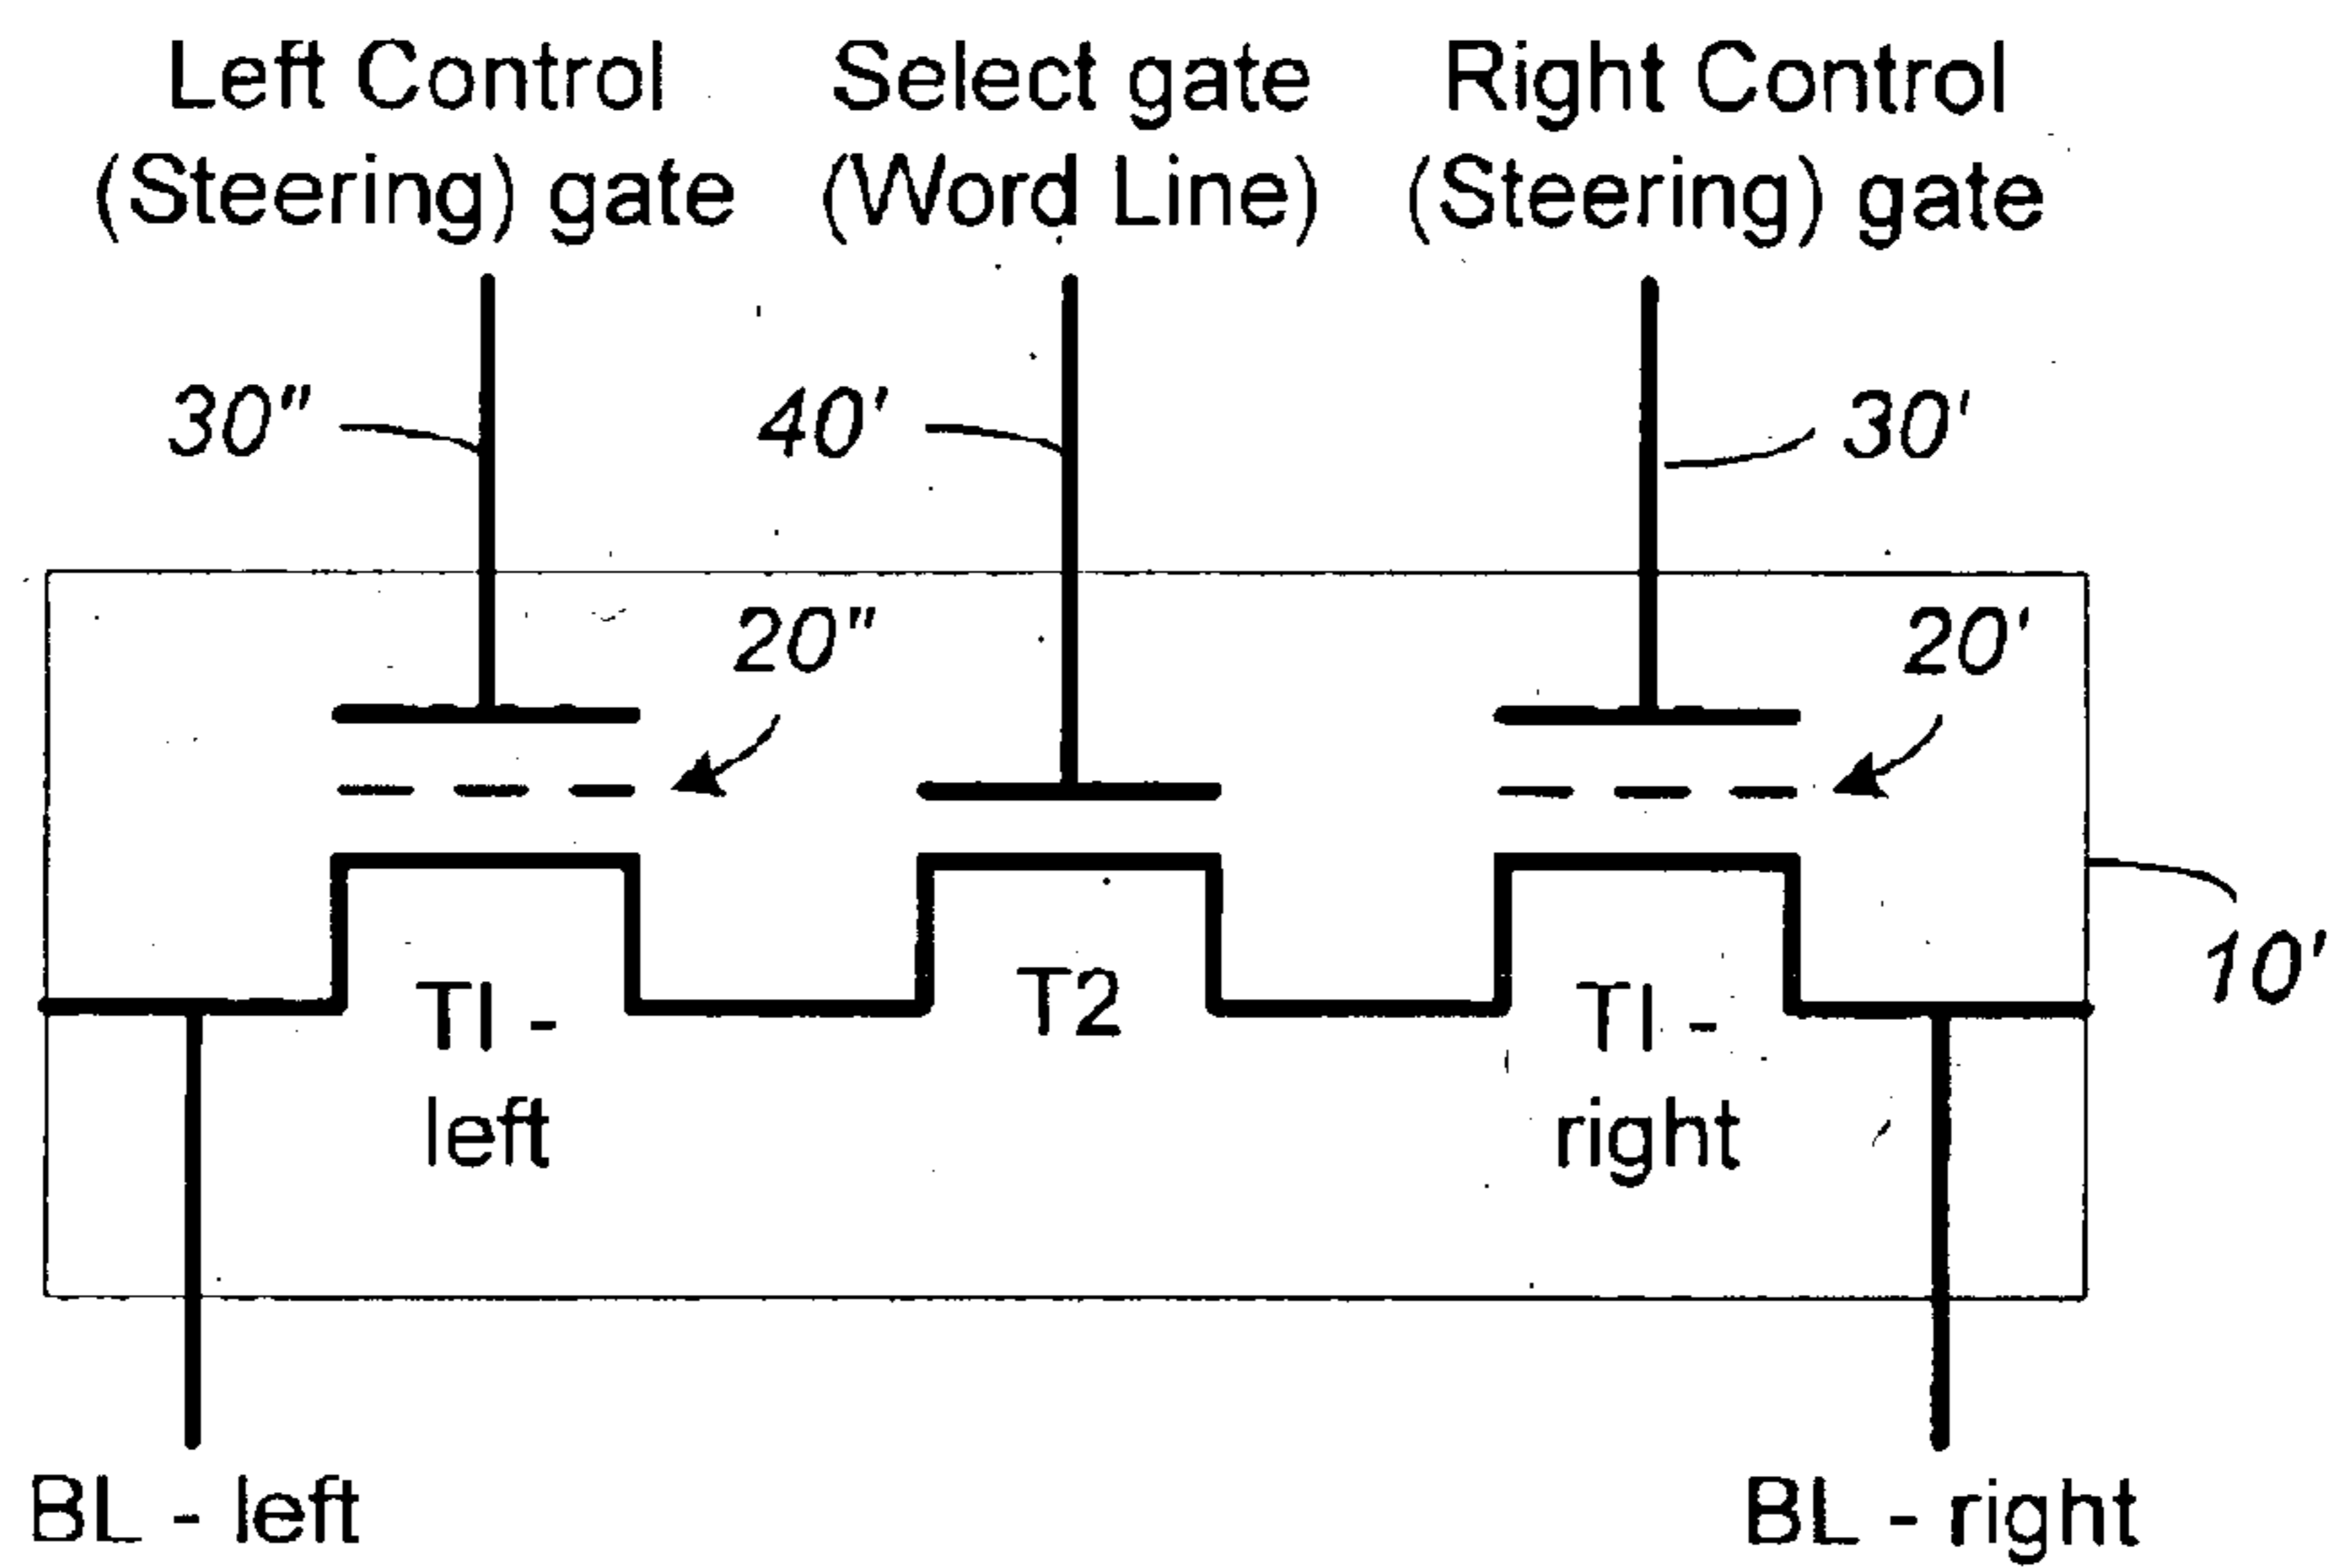 Left Control
(Steering) gate
Select gate
(Word Line)
Right Control
(Steering) gate
30"
40'
30'
20"
20'
10'
TI -
left
T2
TI -
right
BL - left
BL - right